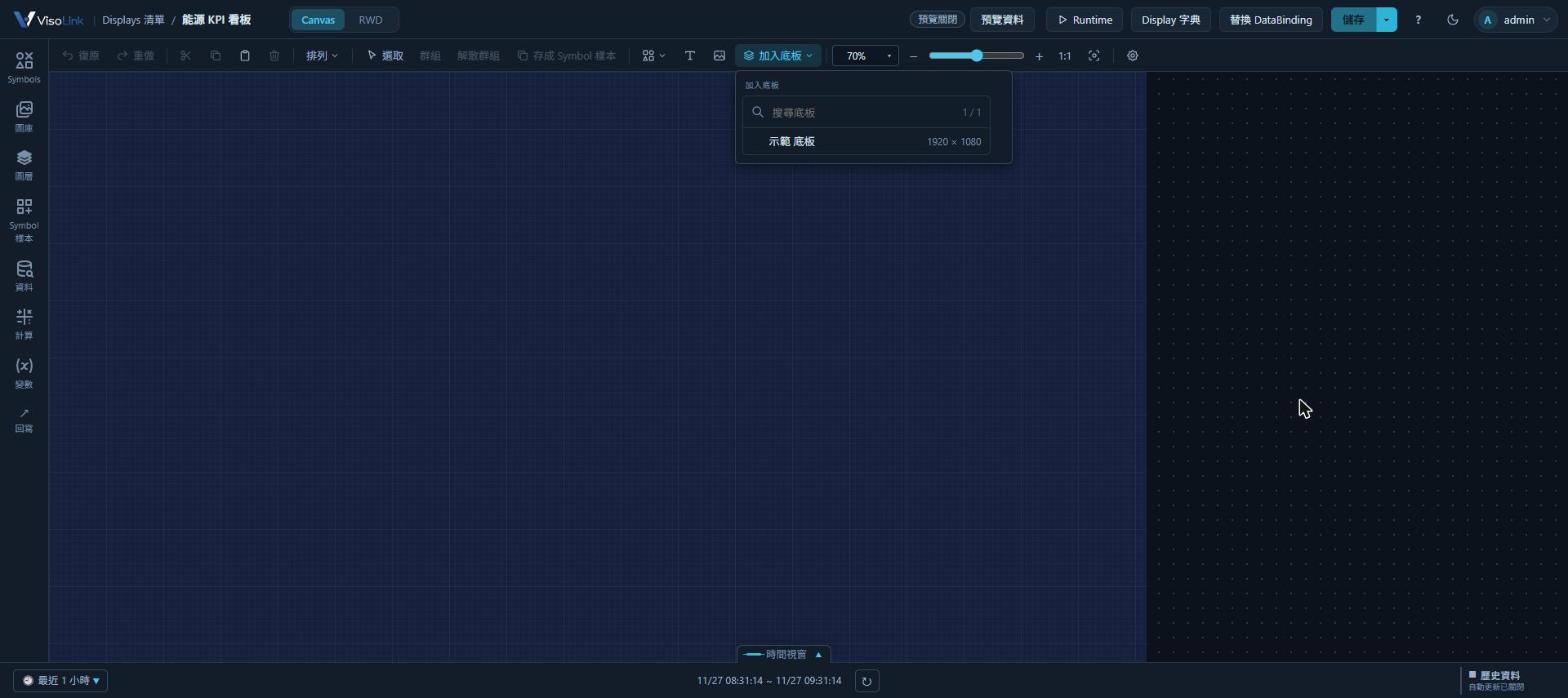 VisoLink Displays 清單 / 能源 KPI 看板 Canvas RWD 預覽關閉 預覽資料 Runtime Display 字典 替換 DataBinding 儲存 ? A admin
復原 重做 排列 選取 群組 解散群組 存成 Symbol 樣本 T 加入底板 70% − + 1:1
Symbols
圖庫
圖層
Symbol
樣本
資料
計算
(x)
變數
回寫
加入底板
搜尋底板 1 / 1
示範 底板 1920 × 1080
時間視窗 ▲
最近 1 小時 ▼ 11/27 08:31:14 ~ 11/27 09:31:14 ↻ 歷史資料
自動更新已關閉